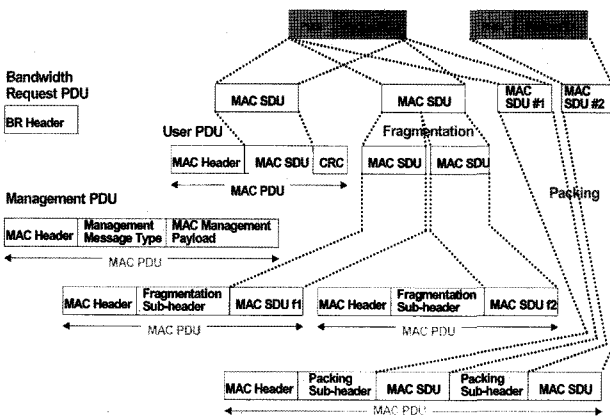 Bandwidth
Request PDU
BR Header
MAC SDU
MAC SDU
MAC
SDU #1
MAC
SDU #2
User PDU
Fragmentation
MAC Header
MAC SDU
CRC
MAC SDU
MAC SDU
MAC PDU
Management PDU
Packing
MAC Header
Management
Message Type
MAC Management
Payload
MAC PDU
MAC Header
Fragmentation
Sub-header
MAC SDU f1
MAC Header
Fragmentation
Sub-header
MAC SDU f2
MAC PDU
MAC PDU
MAC Header
Packing
Sub-header
MAC SDU
Packing
Sub-header
MAC SDU
MAC PDU